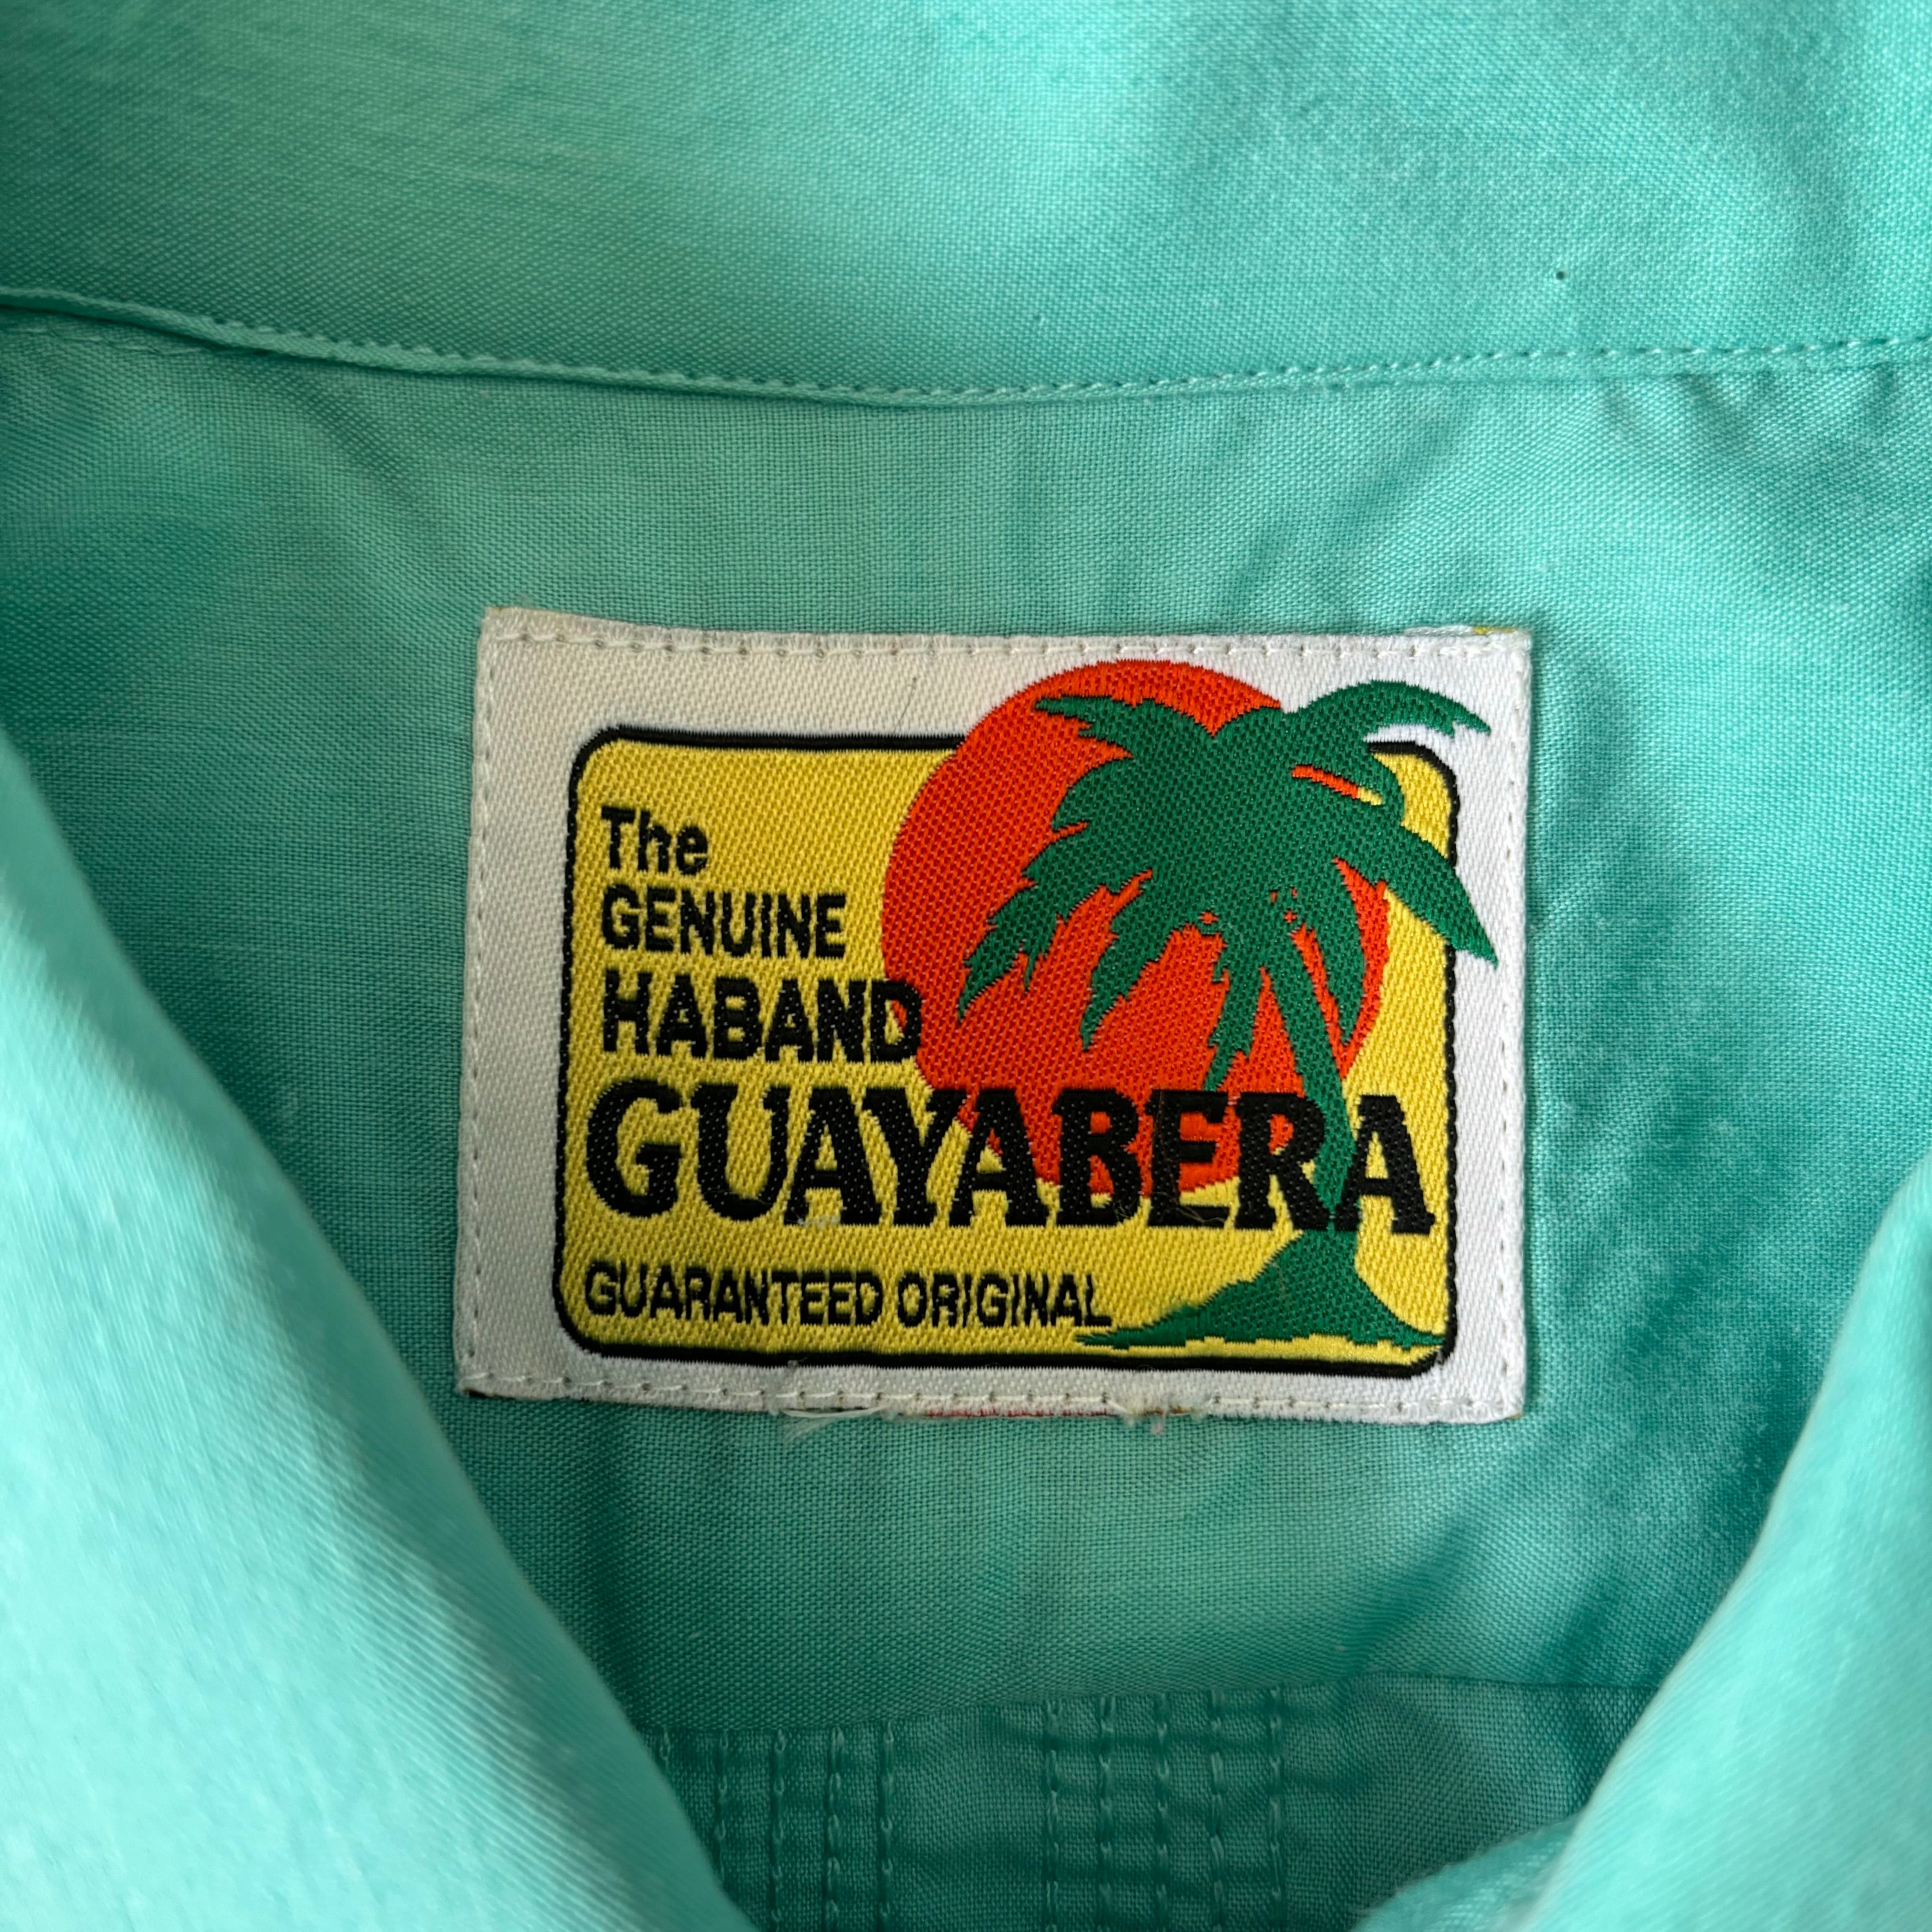 The
GENUINE
HABAND
GUAYABERA
GUARANTEED ORIGINAL